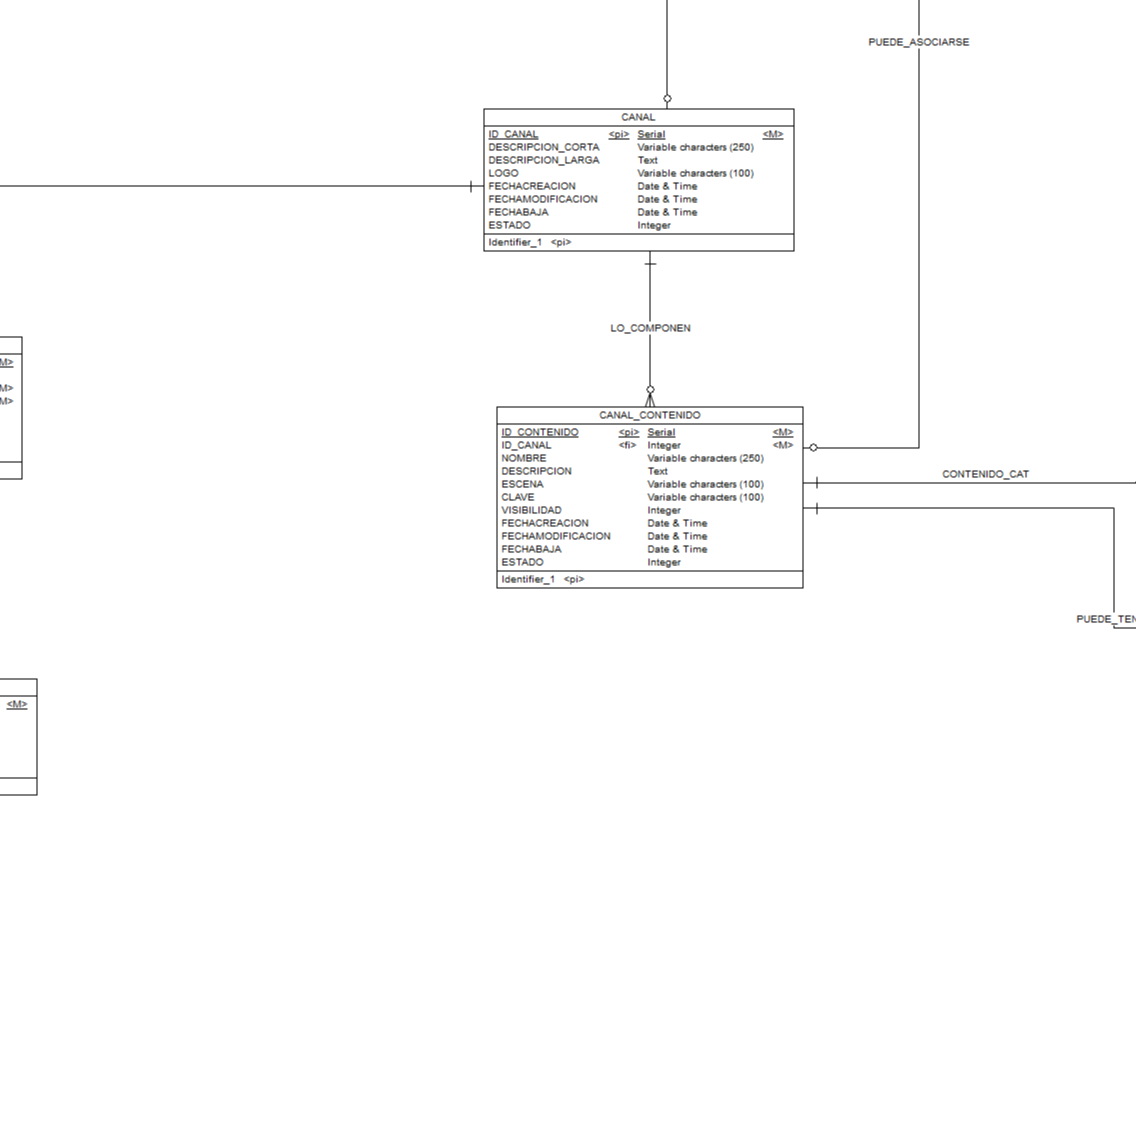 PUEDE_ASOCIARSE
CANAL
ID_CANAL <pi> Serial <M>
DESCRIPCION_CORTA Variable characters (250)
DESCRIPCION_LARGA Text
LOGO Variable characters (100)
FECHACREACION Date & Time
FECHAMODIFICACION Date & Time
FECHABAJA Date & Time
ESTADO Integer
Identifier_1 <pi>
LO_COMPONEN
M>
M>
M>
CANAL_CONTENIDO
ID_CONTENIDO <pi> Serial <M>
ID_CANAL <fi> Integer <M>
NOMBRE Variable characters (250)
DESCRIPCION Text
ESCENA Variable characters (100)
CLAVE Variable characters (100)
VISIBILIDAD Integer
FECHACREACION Date & Time
FECHAMODIFICACION Date & Time
FECHABAJA Date & Time
ESTADO Integer
Identifier_1 <pi>
CONTENIDO_CAT
PUEDE_TEN
<M>